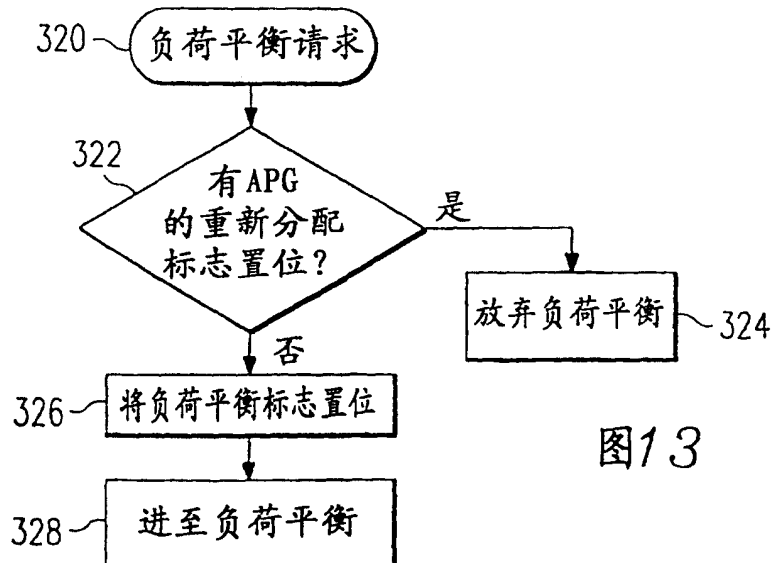 320
负荷平衡请求
322
有APG
的重新分配
标志置位？
是
放弃负荷平衡
324
否
326
将负荷平衡标志置位
图13
328
进至负荷平衡